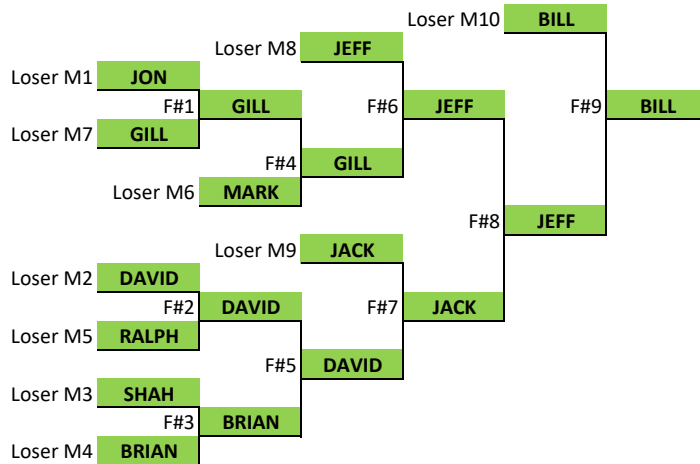 Loser M10 BILL
Loser M8 JEFF
Loser M1 JON
F#1 GILL F#6 JEFF F#9 BILL
Loser M7 GILL
F#4 GILL
Loser M6 MARK
F#8 JEFF
Loser M9 JACK
Loser M2 DAVID
F#2 DAVID F#7 JACK
Loser M5 RALPH
F#5 DAVID
Loser M3 SHAH
F#3 BRIAN
Loser M4 BRIAN